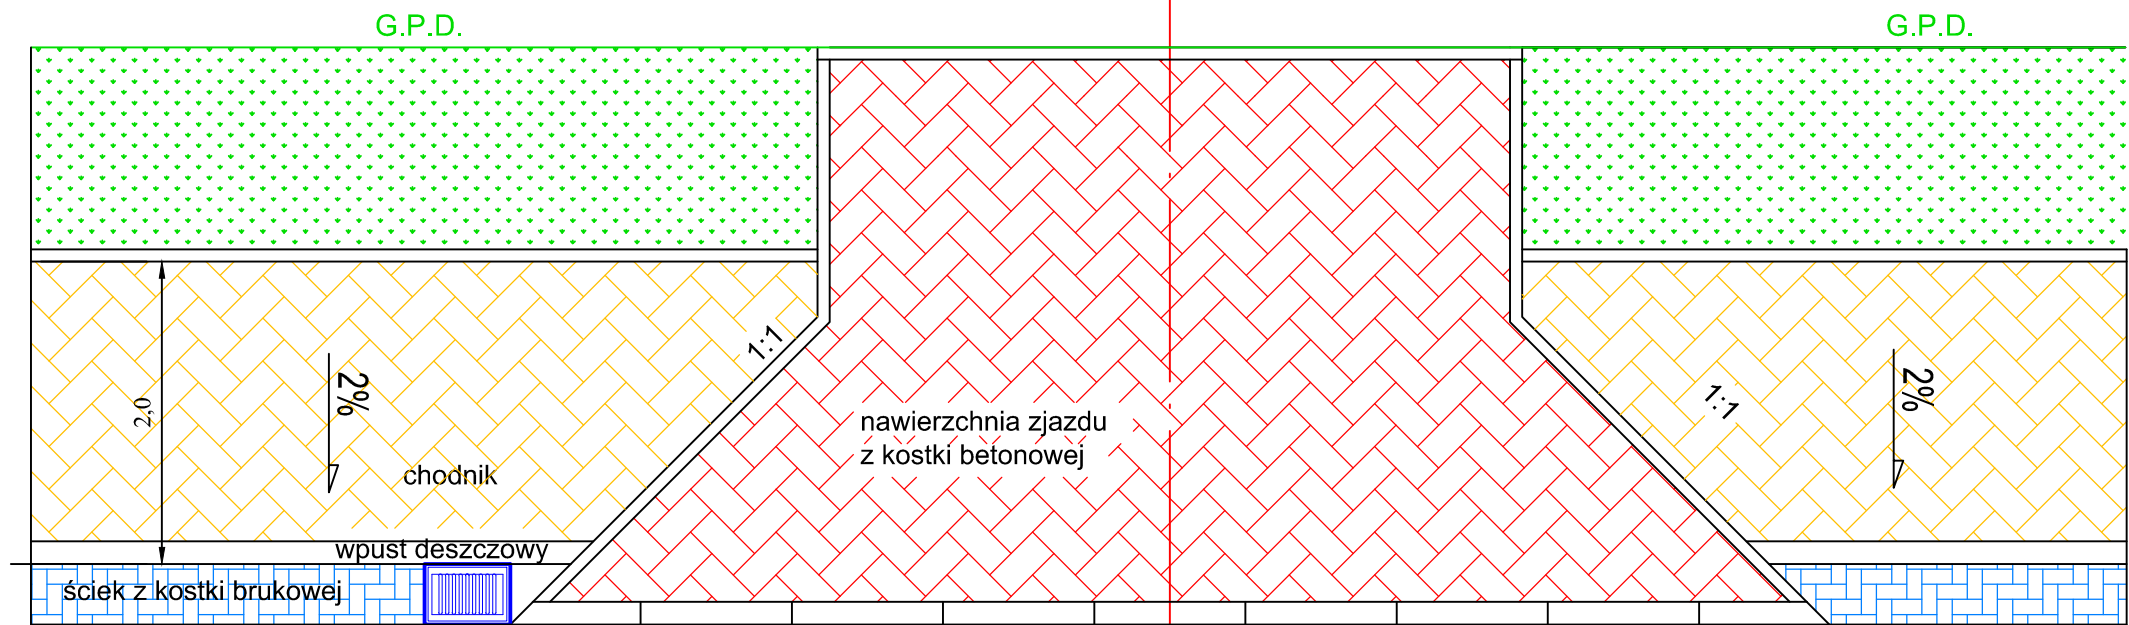 G.P.D.
G.P.D.
1:1
2%
2,0
chodnik
nawierzchnia zjazdu
z kostki betonowej
1:1
2%
wpust deszczowy
ściek z kostki brukowej